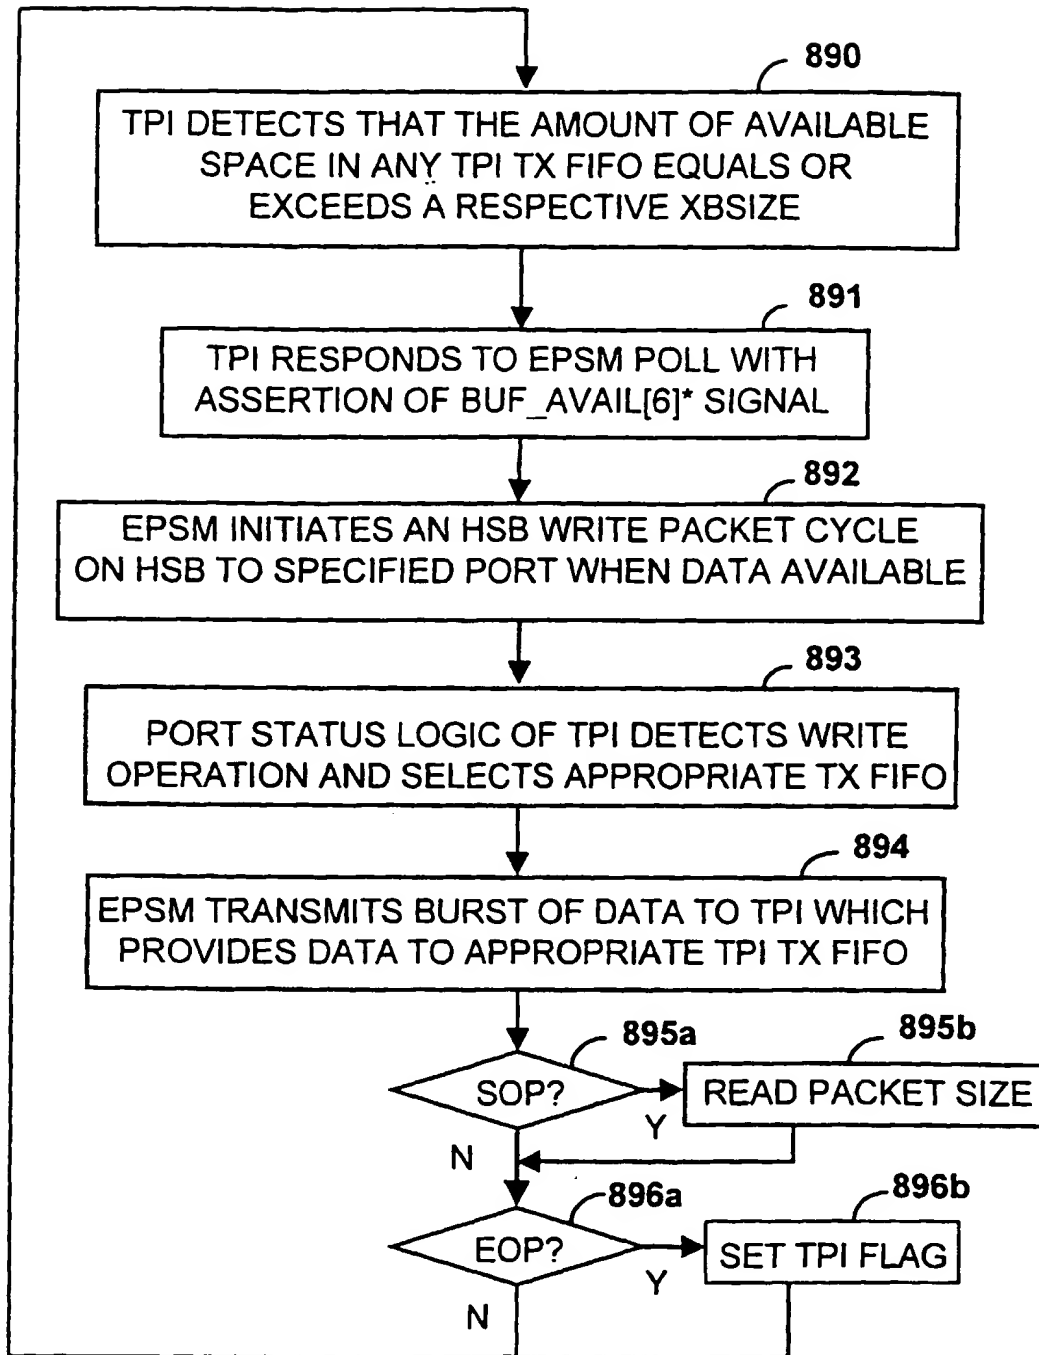 890
TPI DETECTS THAT THE AMOUNT OF AVAILABLE
SPACE IN ANY TPI TX FIFO EQUALS OR
EXCEEDS A RESPECTIVE XBSIZE
891
TPI RESPONDS TO EPSM POLL WITH
ASSERTION OF BUF_AVAIL[6]* SIGNAL
892
EPSM INITIATES AN HSB WRITE PACKET CYCLE
ON HSB TO SPECIFIED PORT WHEN DATA AVAILABLE
893
PORT STATUS LOGIC OF TPI DETECTS WRITE
OPERATION AND SELECTS APPROPRIATE TX FIFO
894
EPSM TRANSMITS BURST OF DATA TO TPI WHICH
PROVIDES DATA TO APPROPRIATE TPI TX FIFO
895a
895b
SOP?
READ PACKET SIZE
Y
N
896a
896b
EOP?
SET TPI FLAG
Y
N